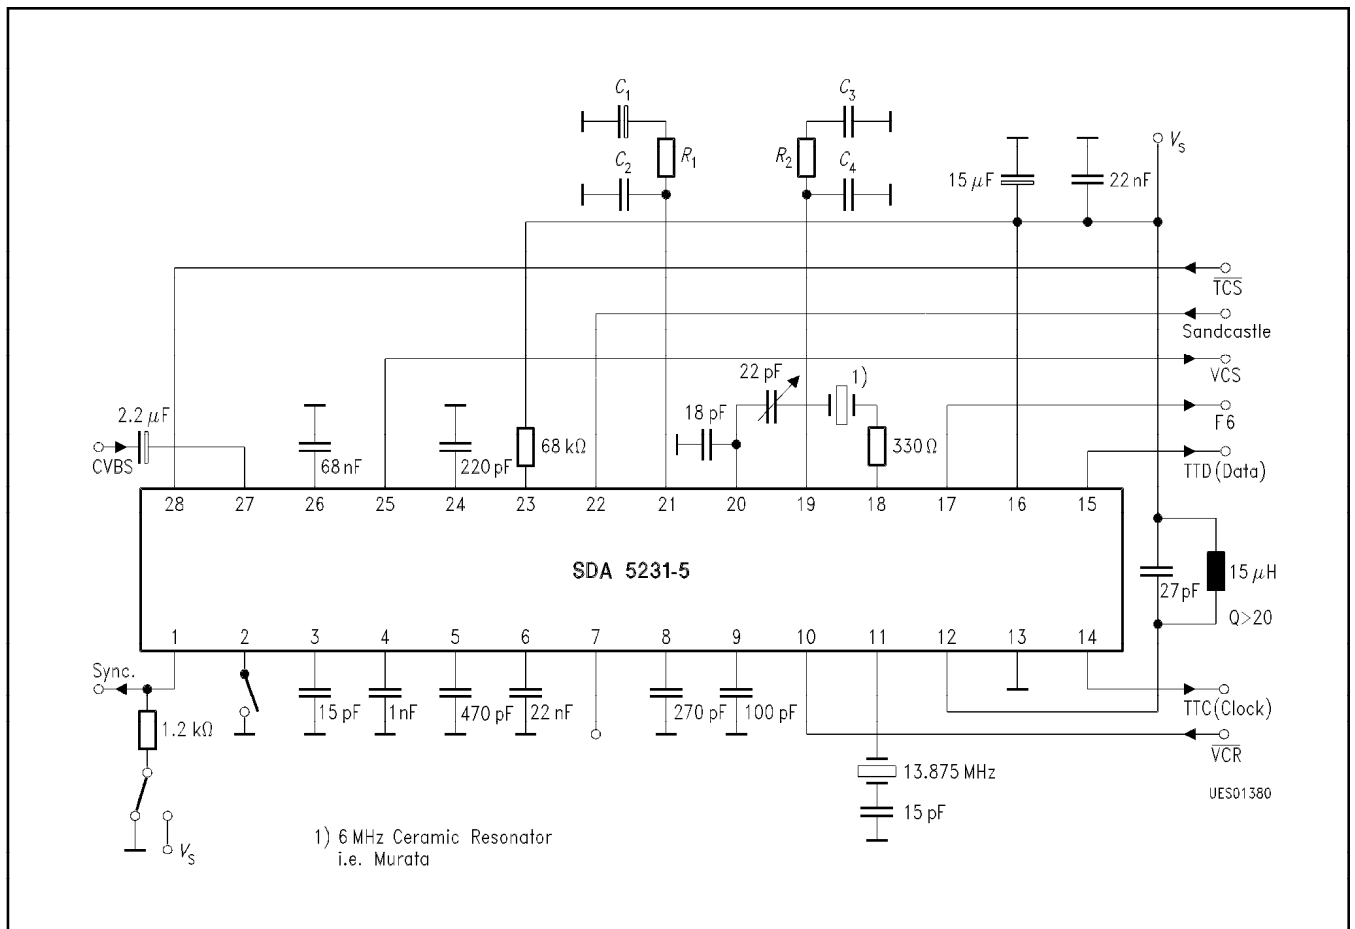 C1
C3
R1
R2
C2
C4
VS
15 μF
22 nF
TCS
Sandcastle
VCS
22 pF
1)
F6
2.2 μF
18 pF
CVBS
68 nF
220 pF
68 kΩ
330 Ω
TTD (Data)
28 27 26 25 24 23 22 21 20 19 18 17 16 15
SDA 5231-5
27 pF
15 μH
Q>20
1 2 3 4 5 6 7 8 9 10 11 12 13 14
Sync.
15 pF
1 nF
470 pF
22 nF
270 pF
100 pF
TTC (Clock)
1.2 kΩ
VCR
13.875 MHz
UES01380
15 pF
1) 6 MHz Ceramic Resonator
i.e. Murata
VS